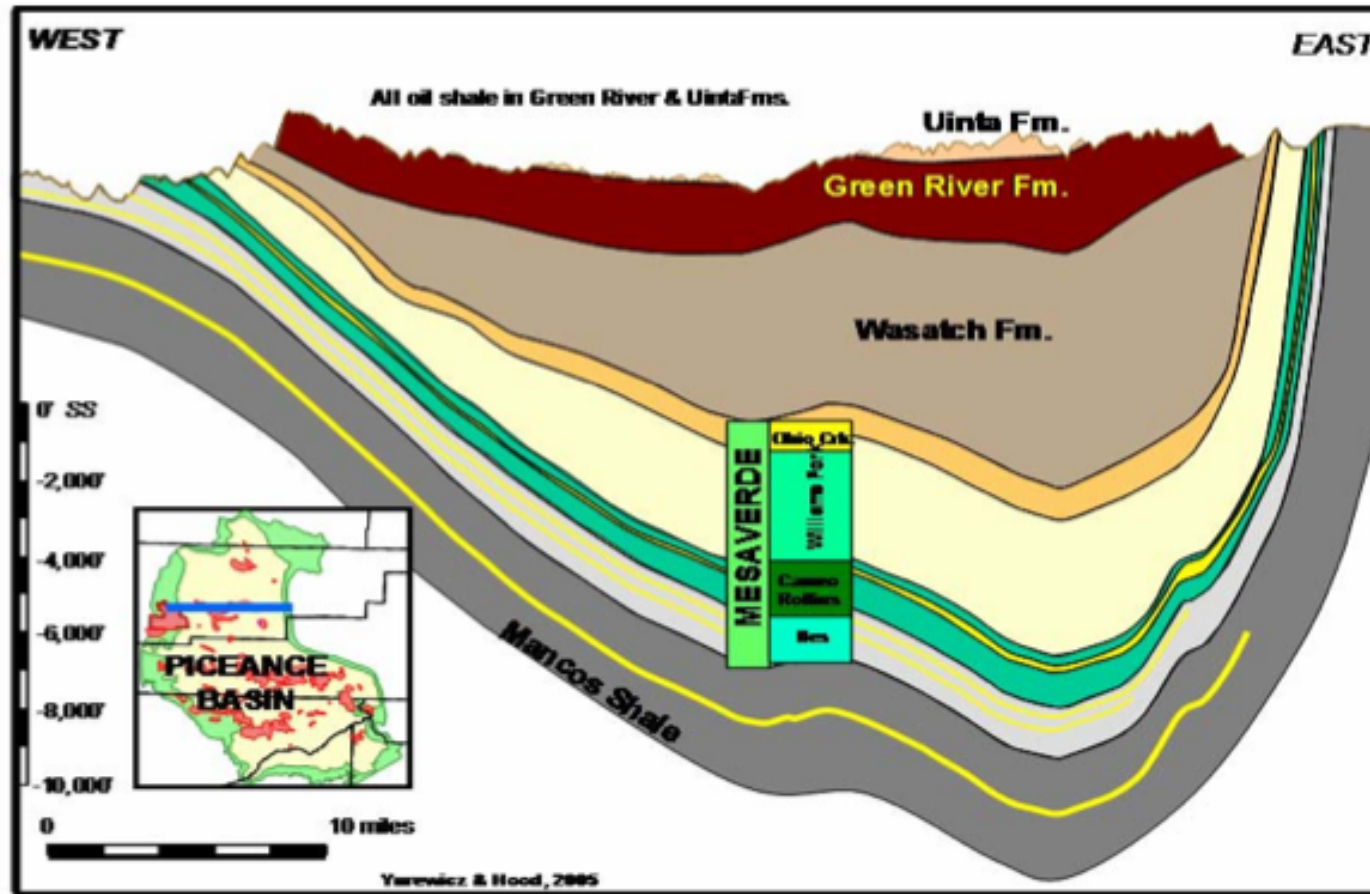 WEST
EAST
All oil shale in Green River & UintaFms.
Uinta Fm.
Green River Fm.
Wasatch Fm.
0' SS
-2,000'
-4,000'
-6,000'
-8,000'
-10,000'
MESAVERDE
Ohio Crk.
Williams Fork
Cameo
Rollins
Iles
Mancos Shale
PICEANCE
BASIN
0
10 miles
Yurewicz & Hood, 2005